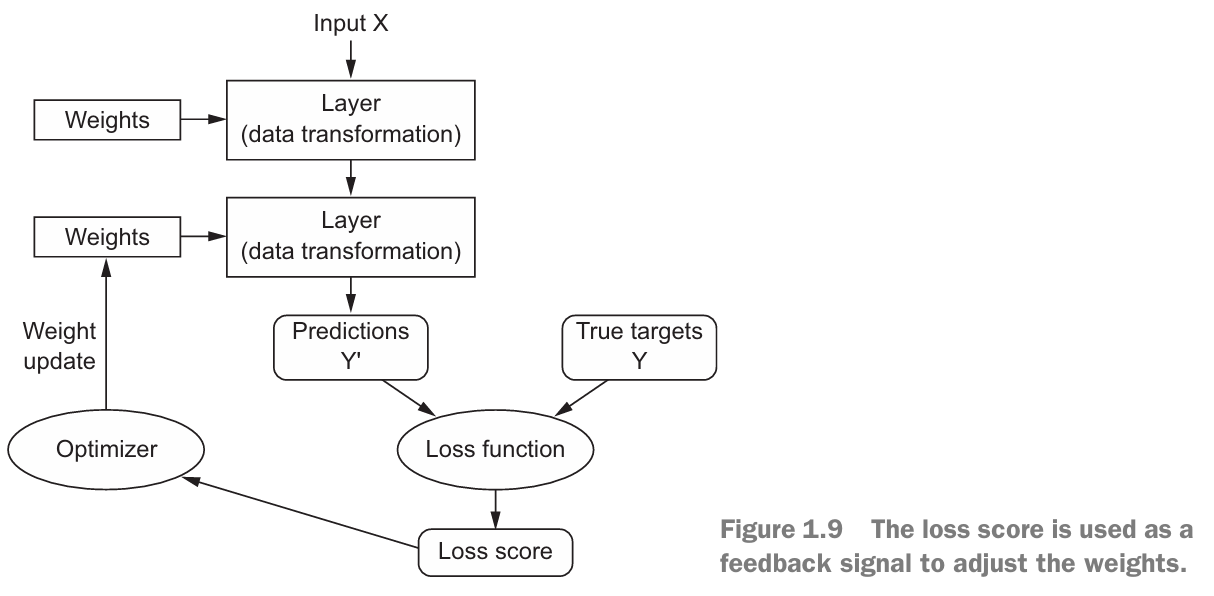 Input X
Layer
(data transformation)
Weights
Layer
(data transformation)
Weights
Weight
update
Predictions
Y'
True targets
Y
Optimizer
Loss function
Loss score
Figure 1.9 The loss score is used as a
feedback signal to adjust the weights.